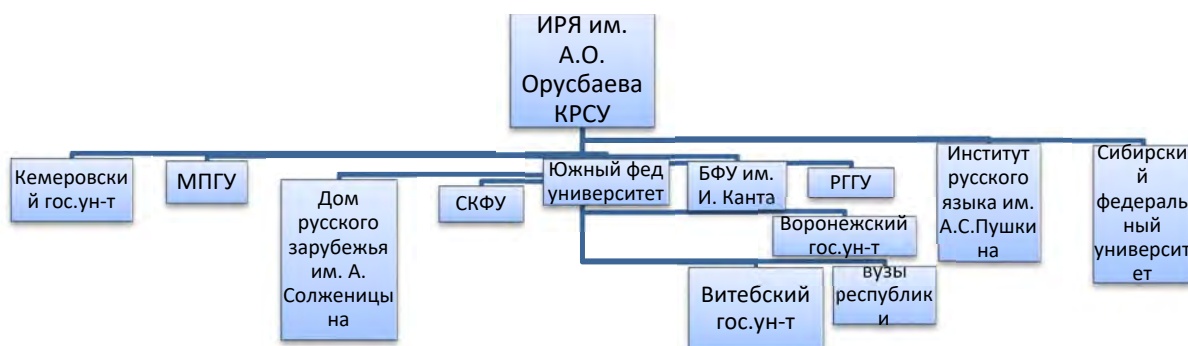 ИРЯ им.
А.О.
Орусбаева
КРСУ
Кемеровски
й гос.ун-т
МПГУ
Дом
русского
зарубежья
им. А.
Солженицы
на
СКФУ
Южный фед
университет
БФУ им.
И. Канта
РГГУ
Институт
русского
языка им.
А.С.Пушки
на
Сибирски
й
федераль
ный
университ
ет
Воронежский
гос.ун-т
Витебский
гос.ун-т
вузы
республик
и